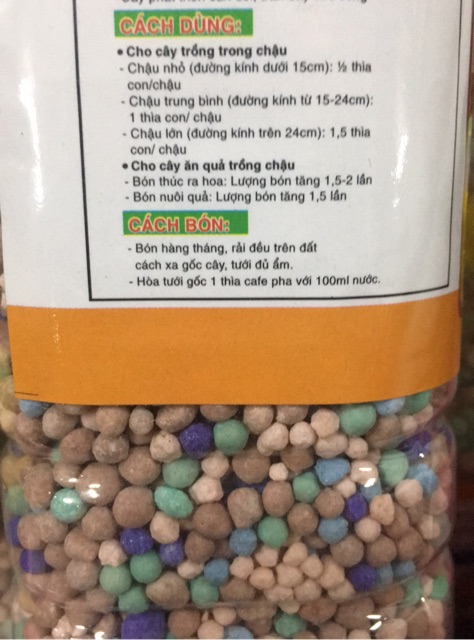 CÁCH DÙNG:
• Cho cây trồng trong chậu
- Chậu nhỏ (đường kính dưới 15cm): ½ thìa
con/chậu
- Chậu trung bình (đường kính từ 15-24cm):
1 thìa con/ chậu
- Chậu lớn (đường kính trên 24cm): 1,5 thìa
con/ chậu
• Cho cây ăn quả trồng chậu
- Bón thúc ra hoa: Lượng bón tăng 1,5-2 lần
- Bón nuôi quả: Lượng bón tăng 1,5 lần
CÁCH BÓN:
- Bón hàng tháng, rải đều trên đất
cách xa gốc cây, tưới đủ ẩm.
- Hòa tưới gốc 1 thìa cafe pha với 100ml nước.